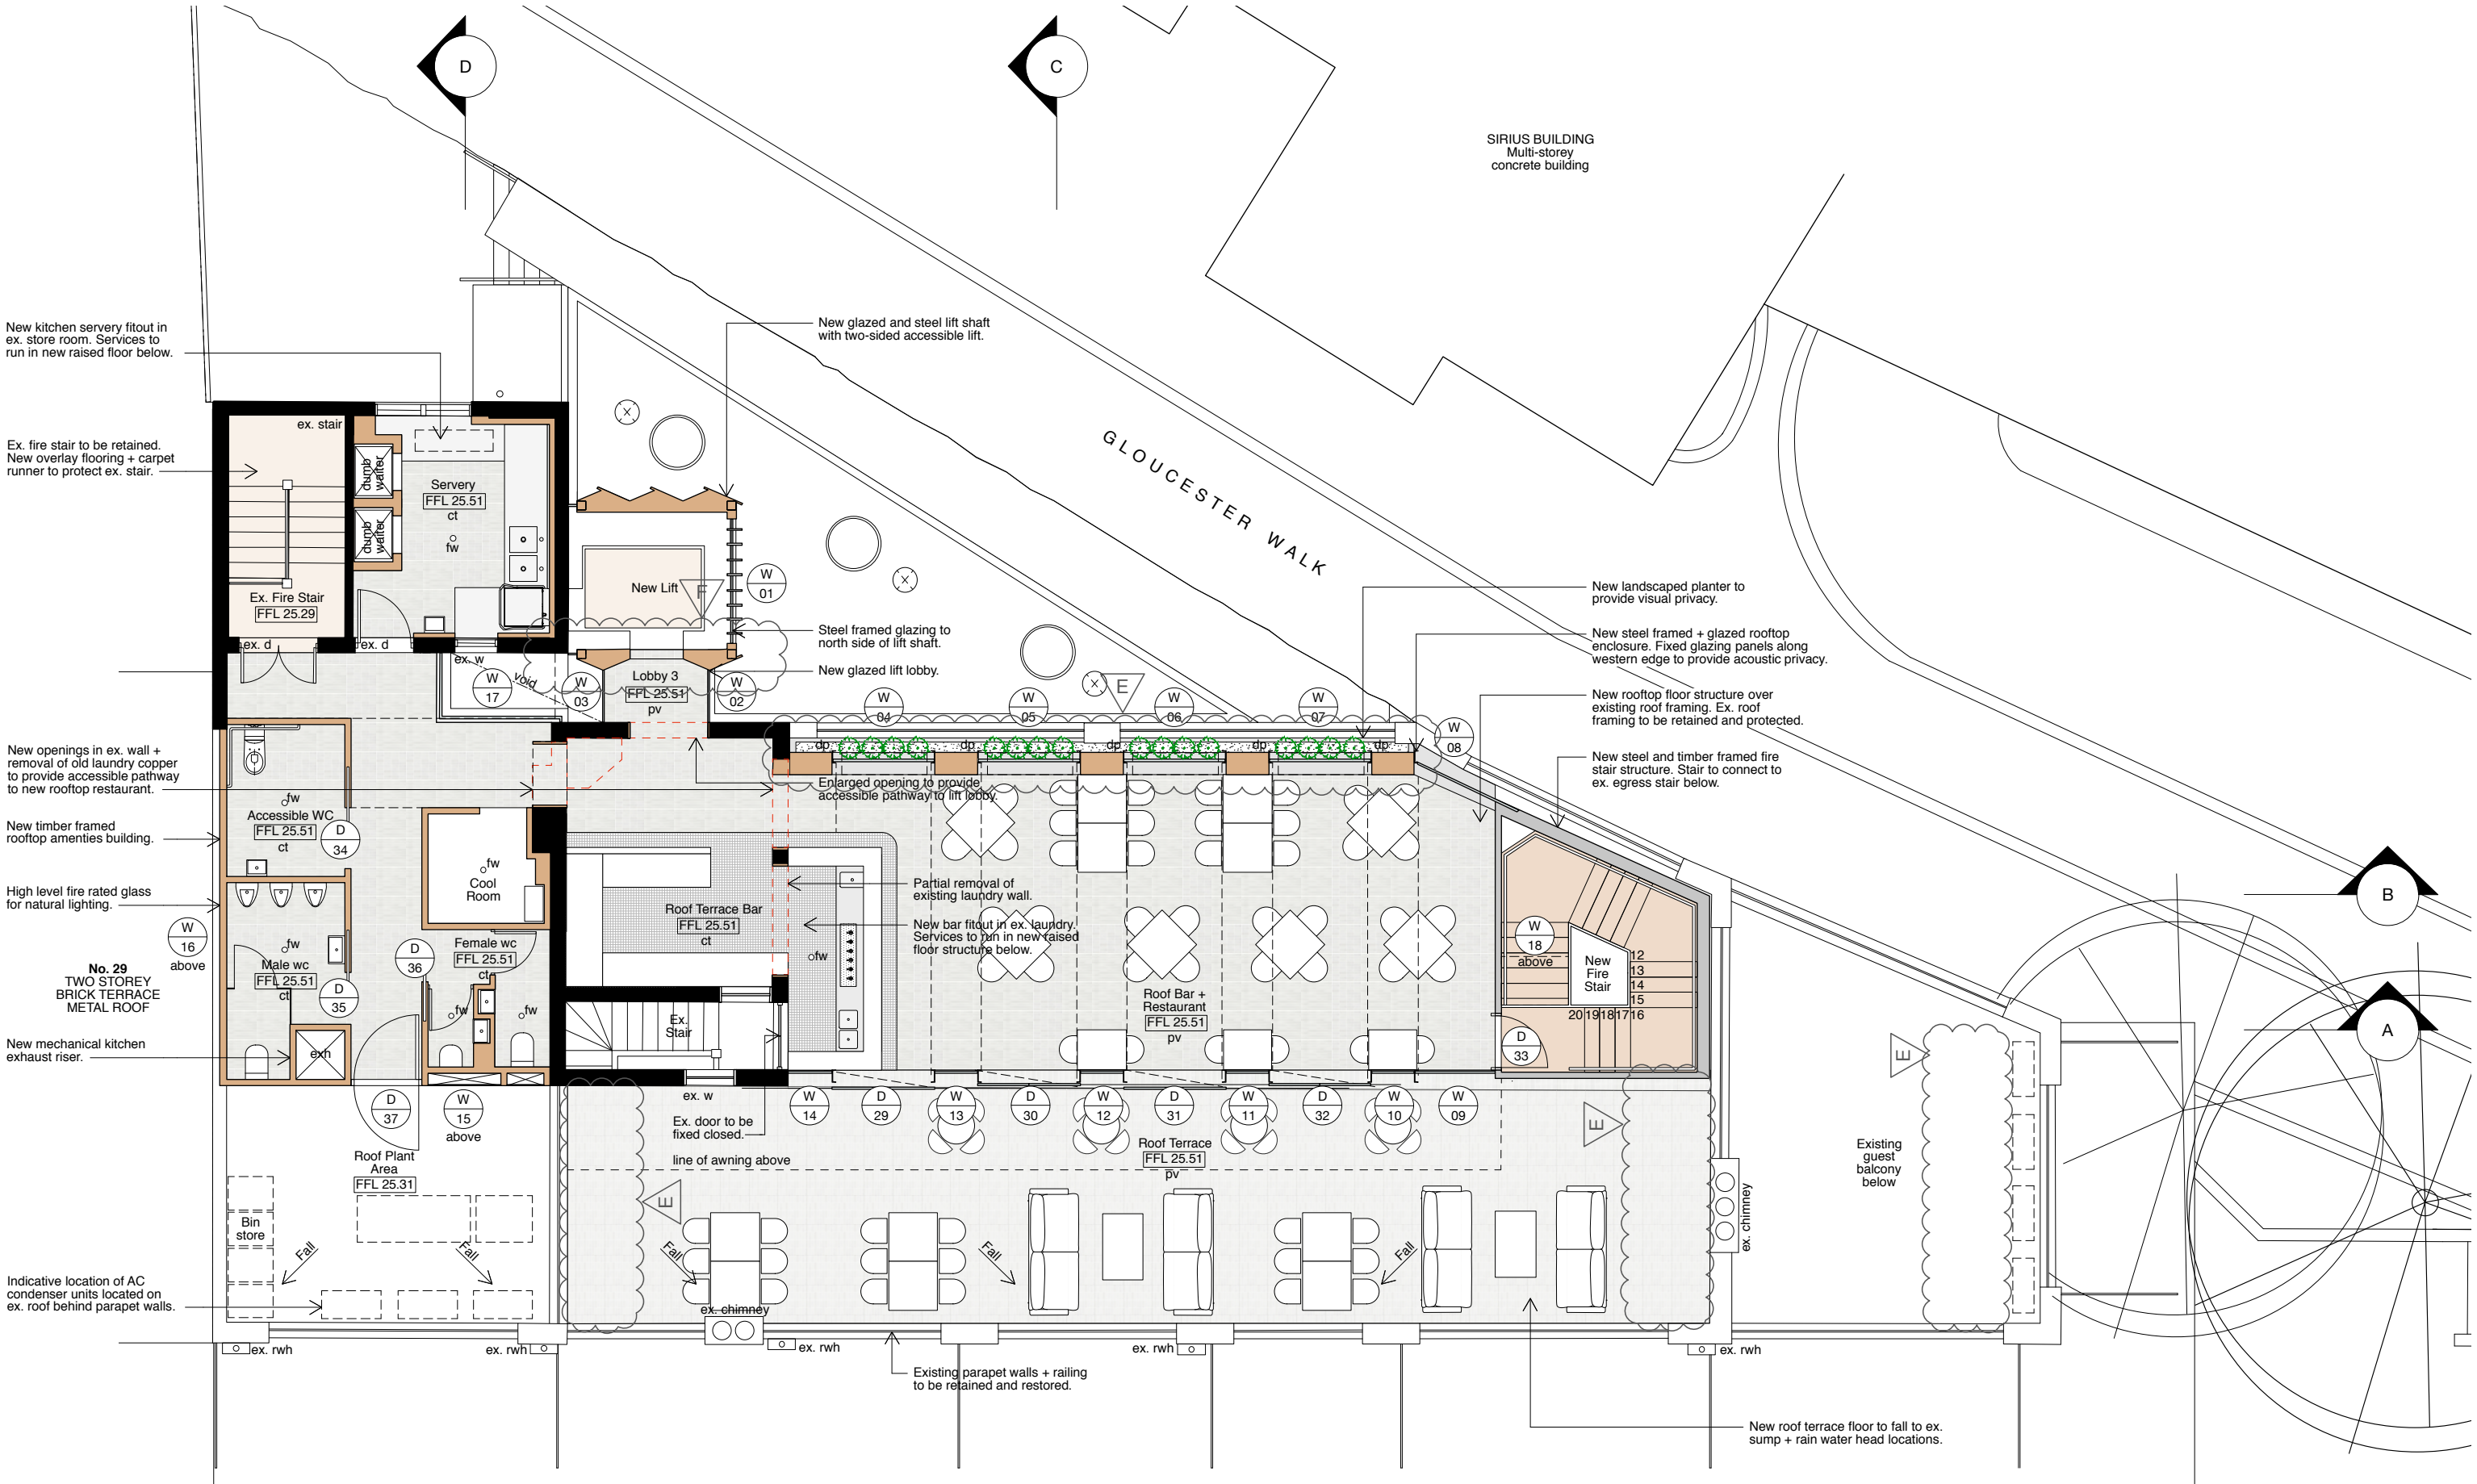 D
C
SIRIUS BUILDING
Multi-storey
concrete building
New kitchen servery fitout in
ex. store room. Services to
run in new raised floor below.
New glazed and steel lift shaft
with two-sided accessible lift.
GLOUCESTER WALK
Ex. fire stair to be retained.
New overlay flooring + carpet
runner to protect ex. stair.
ex. stair
dumb
waiter
dumb
waiter
Servery
FFL 25.51
ct
fw
Ex. Fire Stair
FFL 25.29
ex. d
ex. d
ex. w
New Lift
F
W
01
Steel framed glazing to
north side of lift shaft.
New glazed lift lobby.
New landscaped planter to
provide visual privacy.
New steel framed + glazed rooftop
enclosure. Fixed glazing panels along
western edge to provide acoustic privacy.
New rooftop floor structure over
existing roof framing. Ex. roof
framing to be retained and protected.
New steel and timber framed fire
stair structure. Stair to connect to
ex. egress stair below.
W
17
void
W
03
Lobby 3
FFL 25.51
pv
W
02
E
W
04
W
05
W
06
W
07
W
08
dp
dp
dp
dp
dp
New openings in ex. wall +
removal of old laundry copper
to provide accessible pathway
to new rooftop restaurant.
Enlarged opening to provide
accessible pathway to lift lobby.
fw
Accessible WC
FFL 25.51
ct
D
34
New timber framed
rooftop amenties building.
High level fire rated glass
for natural lighting.
fw
Cool
Room
Partial removal of
existing laundry wall.
Roof Terrace Bar
FFL 25.51
ct
New bar fitout in ex. laundry.
Services to run in new raised
floor structure below.
fw
W
16
above
No. 29
TWO STOREY
BRICK TERRACE
METAL ROOF
fw
Male wc
FFL 25.51
ct
D
35
D
36
Female wc
FFL 25.51
ct
fw
fw
W
18
above
New
Fire
Stair
12
13
14
15
20 19 18 17 16
B
A
Roof Bar +
Restaurant
FFL 25.51
pv
Ex.
Stair
New mechanical kitchen
exhaust riser.
exh
D
33
E
D
37
W
15
above
ex. w
Ex. door to be
fixed closed.
W
14
D
29
W
13
D
30
W
12
D
31
W
11
D
32
W
10
W
09
E
line of awning above
Roof Terrace
FFL 25.51
pv
Existing
guest
balcony
below
Roof Plant
Area
FFL 25.31
E
ex. chimney
Bin
store
Fall
Fall
Fall
Fall
Fall
Indicative location of AC
condenser units located on
ex. roof behind parapet walls.
ex. chimney
ex. rwh
ex. rwh
ex. rwh
ex. rwh
ex. rwh
Existing parapet walls + railing
to be retained and restored.
New roof terrace floor to fall to ex.
sump + rain water head locations.